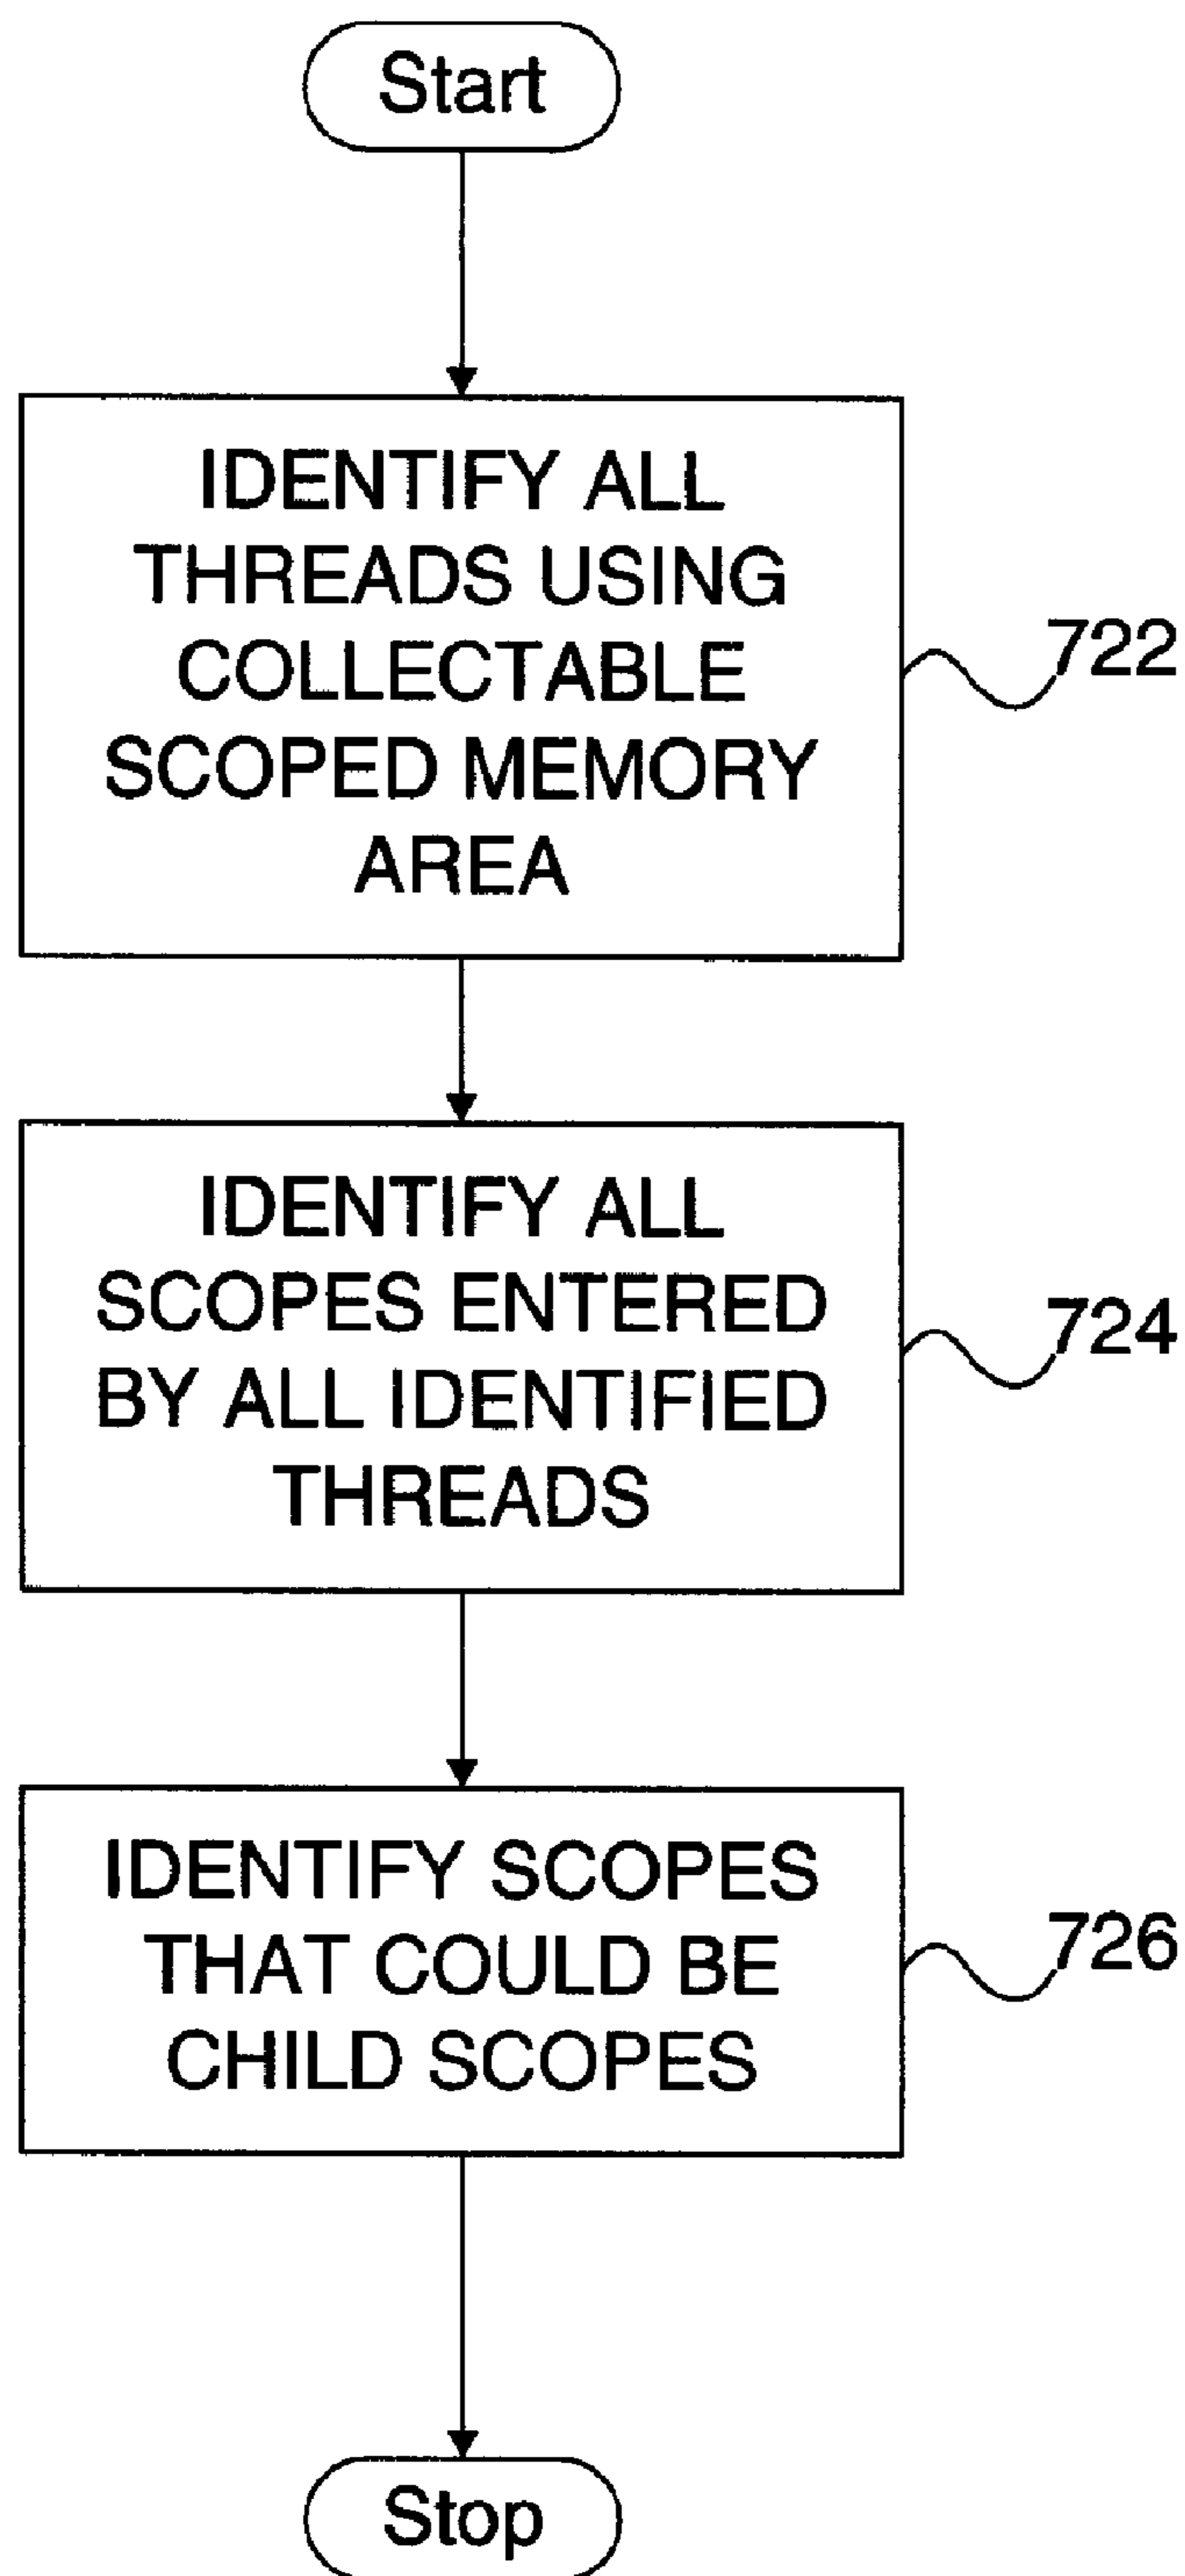 Start
IDENTIFY ALL
THREADS USING
COLLECTABLE
SCOPED MEMORY
AREA
722
IDENTIFY ALL
SCOPES ENTERED
BY ALL IDENTIFIED
THREADS
724
IDENTIFY SCOPES
THAT COULD BE
CHILD SCOPES
726
Stop